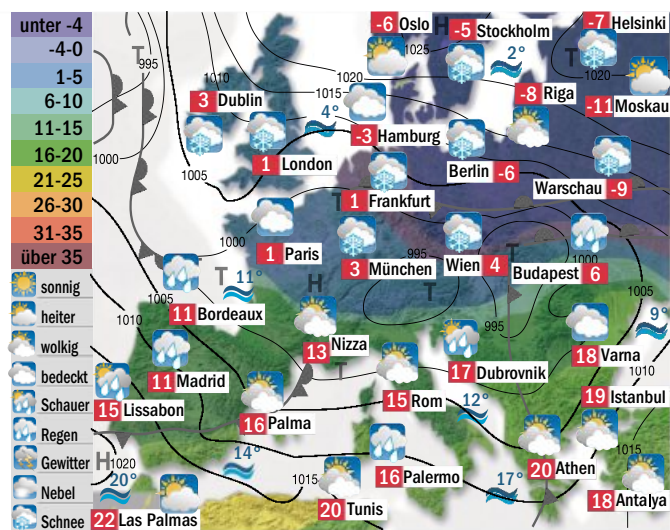 unter -4
-4-0
1-5
6-10
11-15
16-20
21-25
26-30
31-35
über 35
sonnig
heiter
wolkig
bedeckt
Schauer
Regen
Gewitter
Nebel
Schnee
-6 Oslo
H
-5 Stockholm
-7 Helsinki
T
995
1025
2°
T
1020
1010
1020
1015
-8 Riga
-11 Moskau
3 Dublin
4°
-3 Hamburg
1000
1 London
Berlin -6
Warschau -9
1005
1 Frankfurt
T
1000
1 Paris
3 München
995
Wien 4
T
Budapest 6
1000
T
11°
H
T
1005
1005
11 Bordeaux
995
9°
1010
13 Nizza
18 Varna
1010
11 Madrid
T
17 Dubrovnik
15 Lissabon
16 Palma
15 Rom
12°
19 Istanbul
H
1020
14°
20 Athen
1015
20°
1015
16 Palermo
17°
22 Las Palmas
20 Tunis
18 Antalya